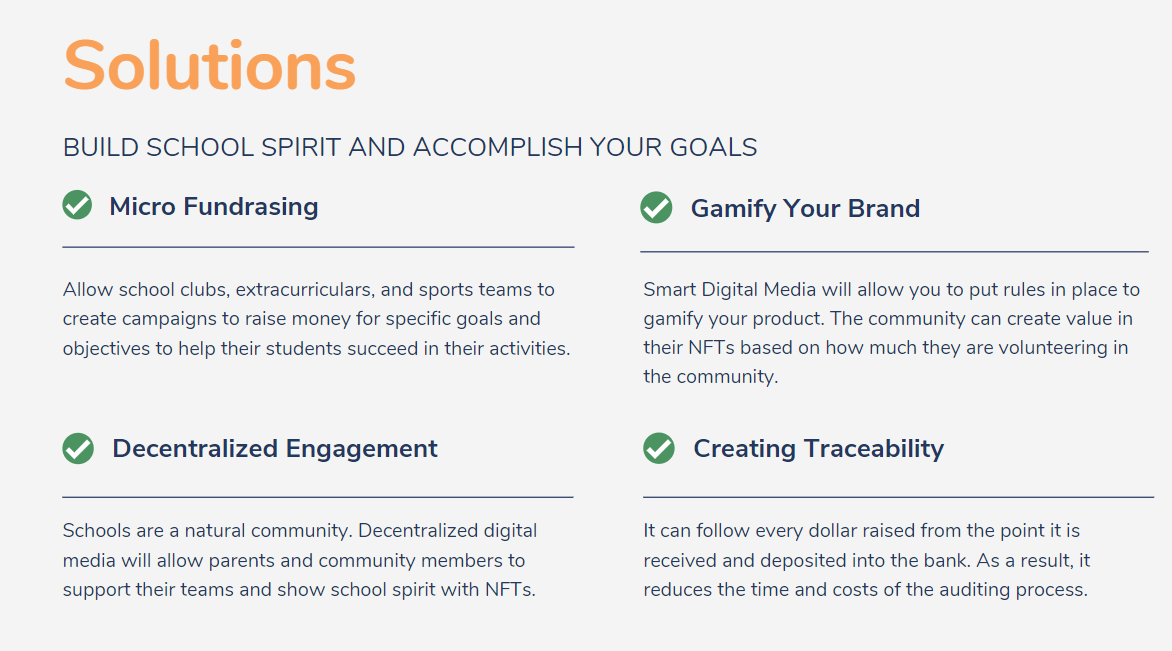 Solutions
BUILD SCHOOL SPIRIT AND ACCOMPLISH YOUR GOALS
Micro Fundrasing
Allow school clubs, extracurriculars, and sports teams to
create campaigns to raise money for specific goals and
objectives to help their students succeed in their activities.
Gamify Your Brand
Smart Digital Media will allow you to put rules in place to
gamify your product. The community can create value in
their NFTs based on how much they are volunteering in
the community.
Decentralized Engagement
Schools are a natural community. Decentralized digital
media will allow parents and community members to
support their teams and show school spirit with NFTs.
Creating Traceability
It can follow every dollar raised from the point it is
received and deposited into the bank. As a result, it
reduces the time and costs of the auditing process.